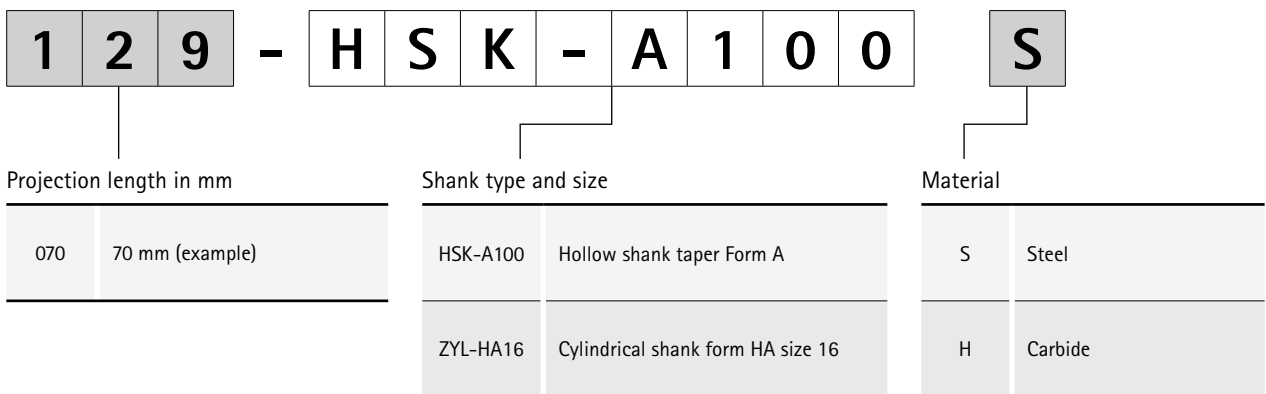 129-HSK-A100 S
Projection length in mm
070 70 mm (example)
Shank type and size
HSK-A100 Hollow shank taper Form A
ZYL-HA16 Cylindrical shank form HA size 16
Material
S Steel
H Carbide